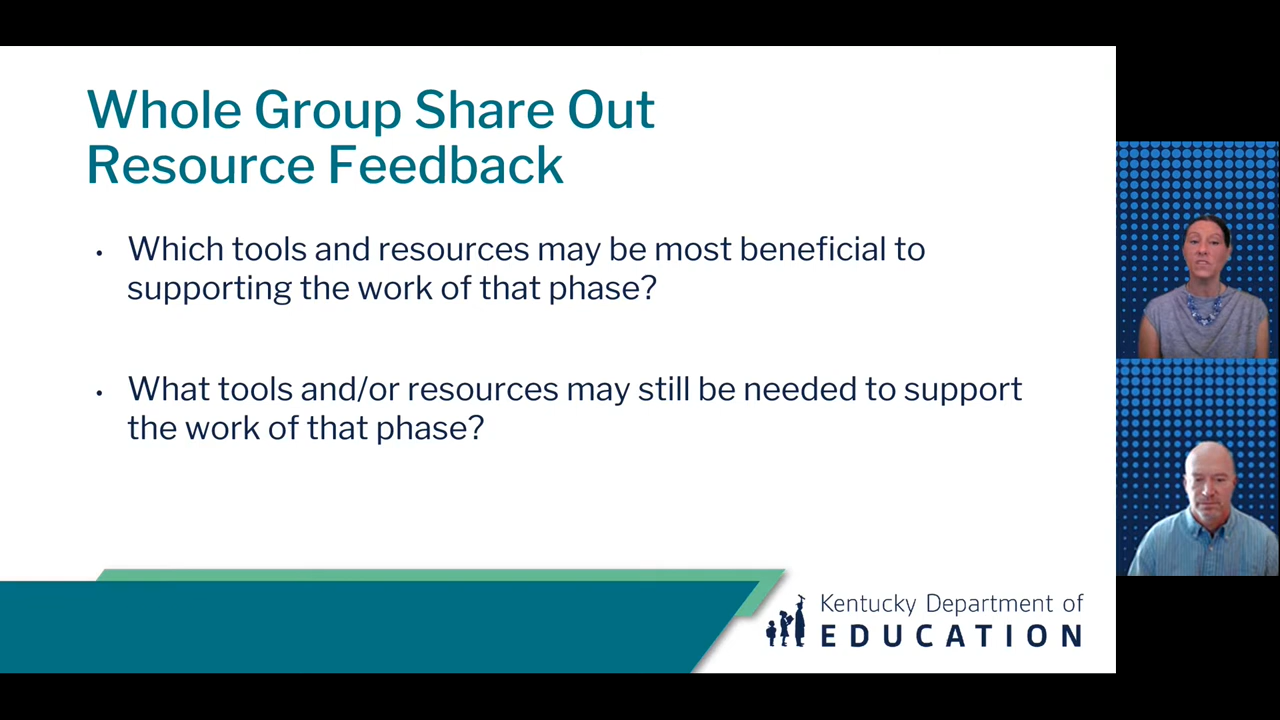 Whole Group Share Out
Resource Feedback
• Which tools and resources may be most beneficial to
supporting the work of that phase?
• What tools and/or resources may still be needed to support
the work of that phase?
Kentucky Department of
EDUCATION